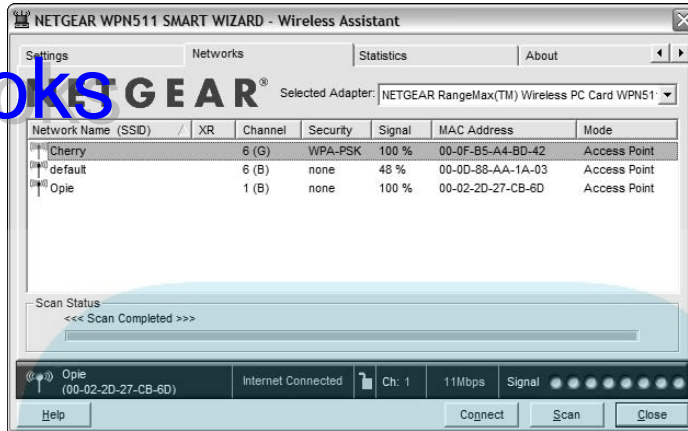 NETGEAR WPN511 SMART WIZARD - Wireless Assistant
Settings Networks Statistics About
oks
NETGEAR® Selected Adapter: NETGEAR RangeMax(TM) Wireless PC Card WPN51
Network Name (SSID) XR Channel Security Signal MAC Address Mode
Cherry 6 (G) WPA-PSK 100 % 00-0F-B5-A4-BD-42 Access Point
default 6 (B) none 48 % 00-0D-88-AA-1A-03 Access Point
Opie 1 (B) none 100 % 00-02-2D-27-CB-6D Access Point
Scan Status
<<< Scan Completed >>>
Opie
(00-02-2D-27-CB-6D) Internet Connected Ch: 1 11Mbps Signal
Help Connect Scan Close